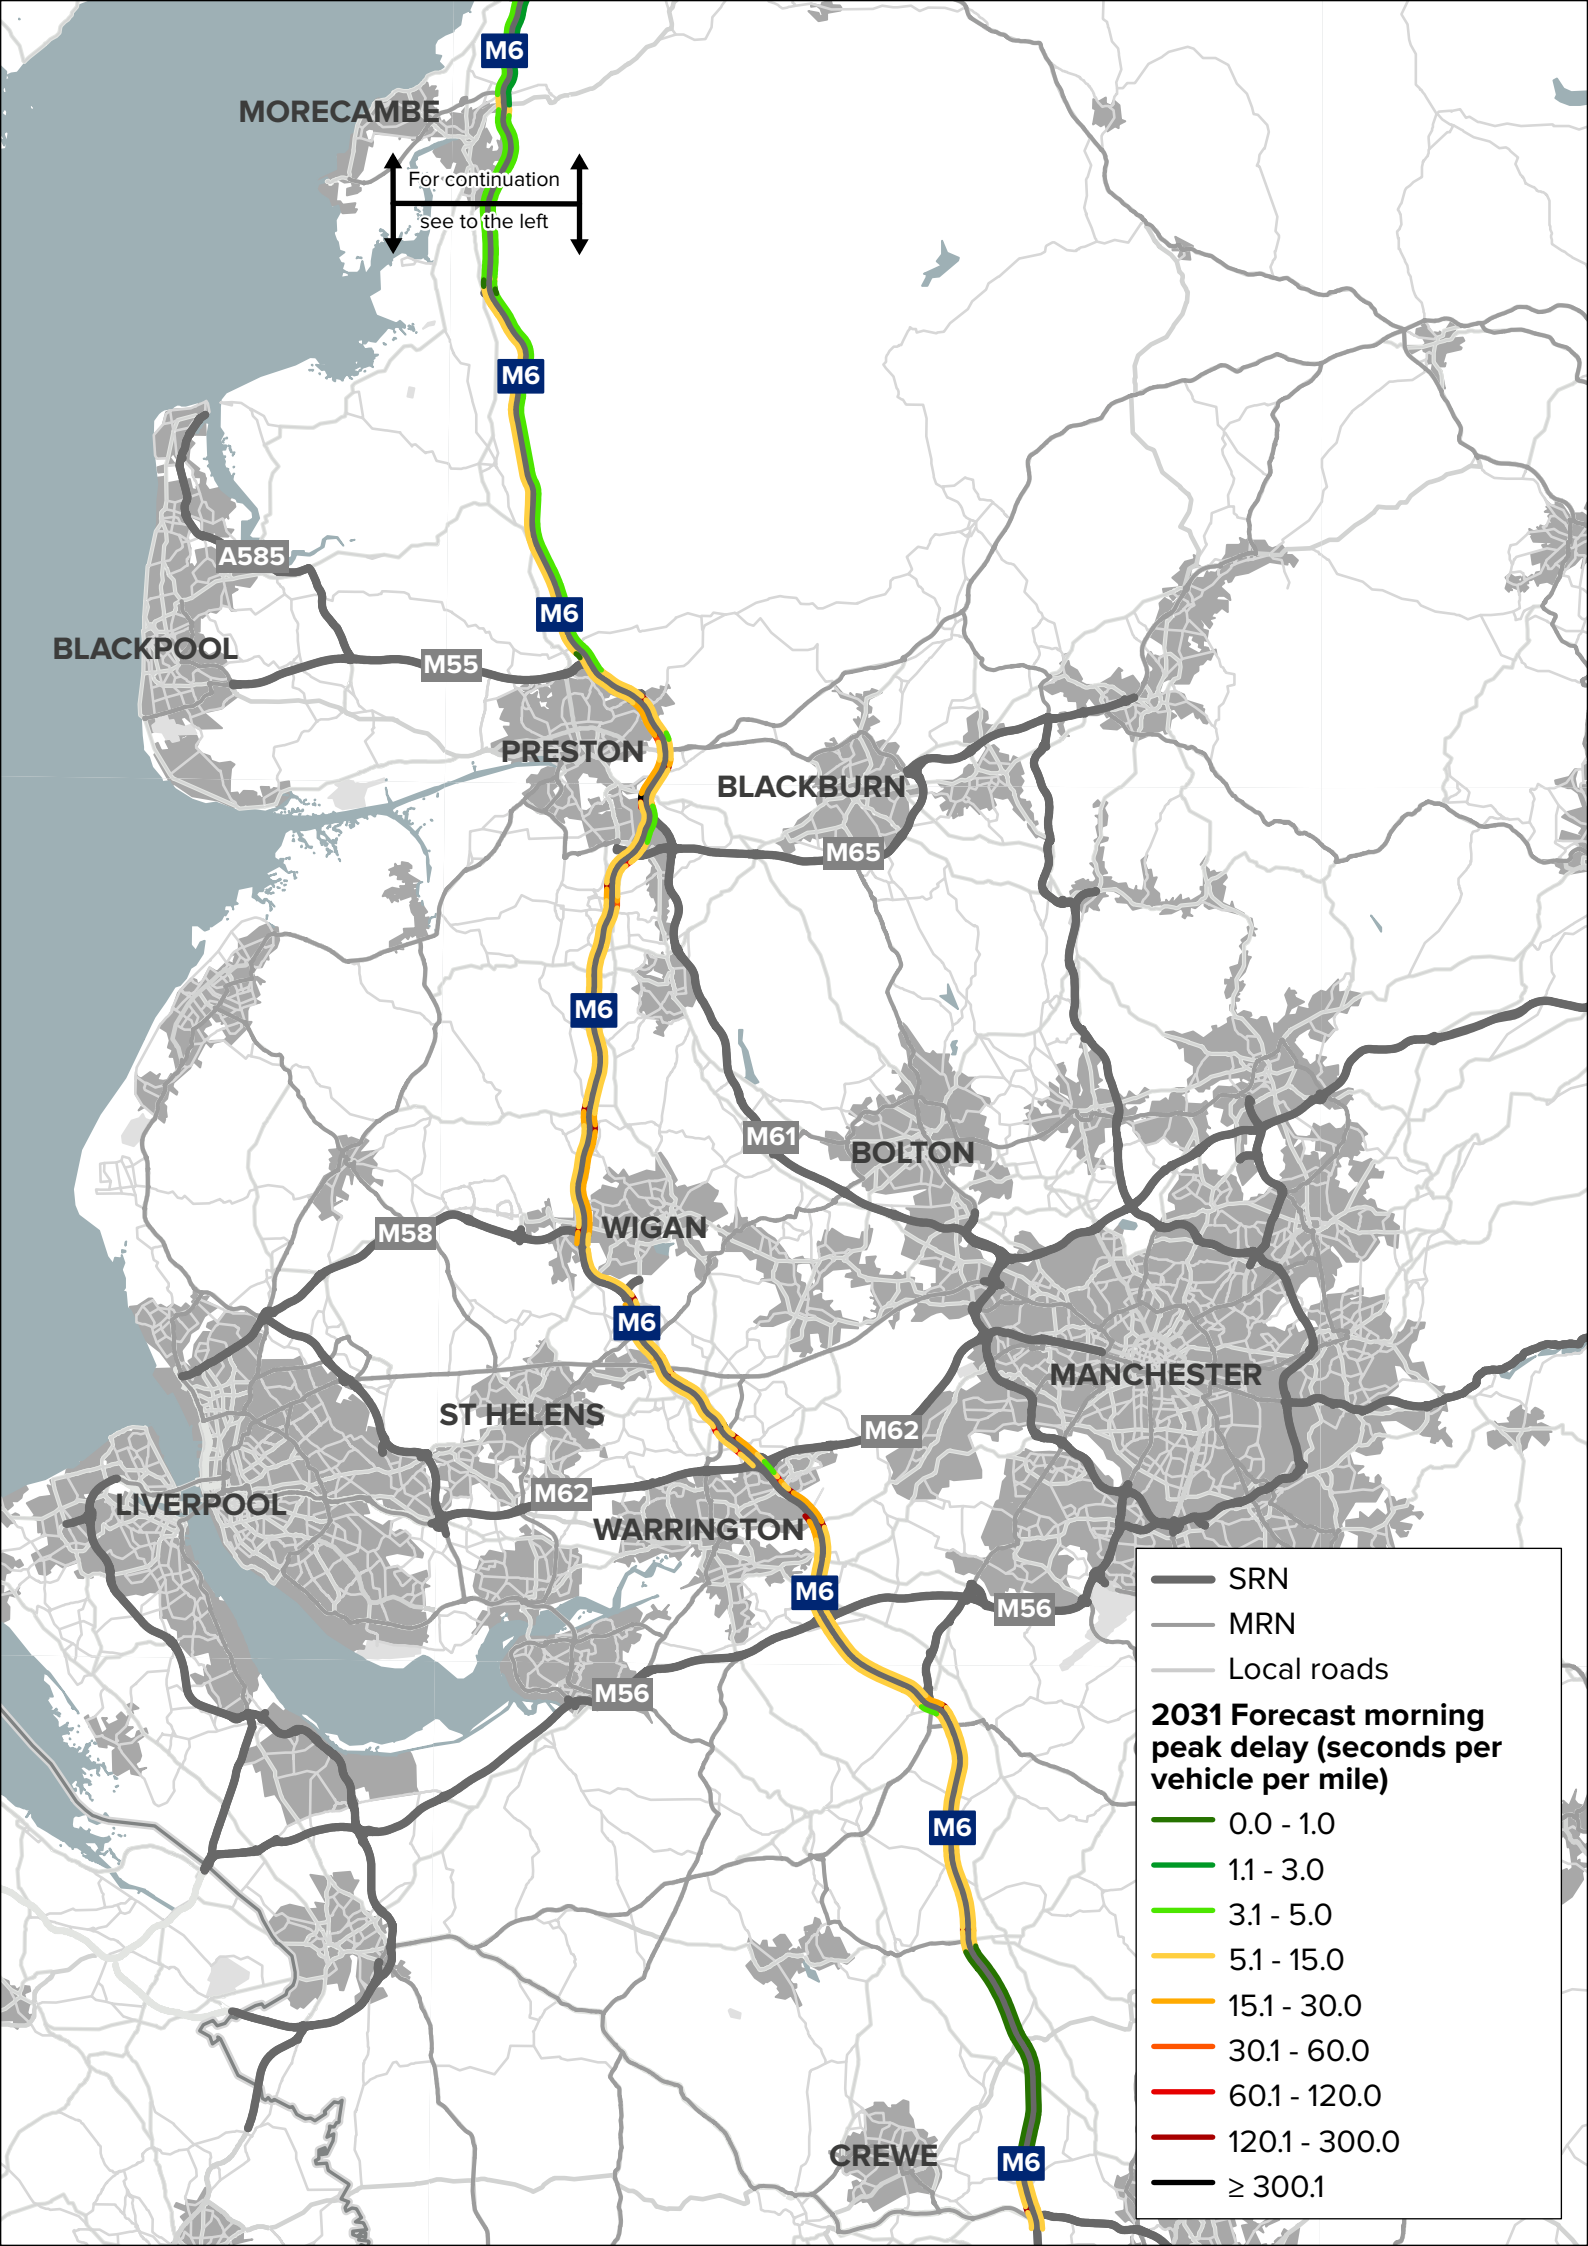 M6
MORECAMBE
For continuation
see to the left
M6
A585
M6
BLACKPOOL
M55
PRESTON
BLACKBURN
M65
M6
M61
BOLTON
WIGAN
M58
M6
MANCHESTER
ST HELENS
M62
M62
LIVERPOOL
WARRINGTON
M6
M56
M56
M6
CREWE
M6
SRN
MRN
Local roads
2031 Forecast morning
peak delay (seconds per
vehicle per mile)
0.0 - 1.0
1.1 - 3.0
3.1 - 5.0
5.1 - 15.0
15.1 - 30.0
30.1 - 60.0
60.1 - 120.0
120.1 - 300.0
≥ 300.1